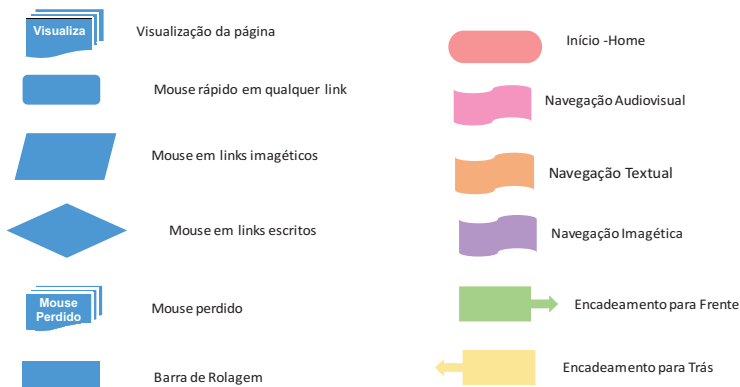 Visualiza
Visualização da página
Mouse rápido em qualquer link
Mouse em links imagéticos
Mouse em links escritos
Mouse
Perdido
Mouse perdido
Barra de Rolagem
Início -Home
Navegação Audiovisual
Navegação Textual
Navegação Imagética
Encadeamento para Frente
Encadeamento para Trás